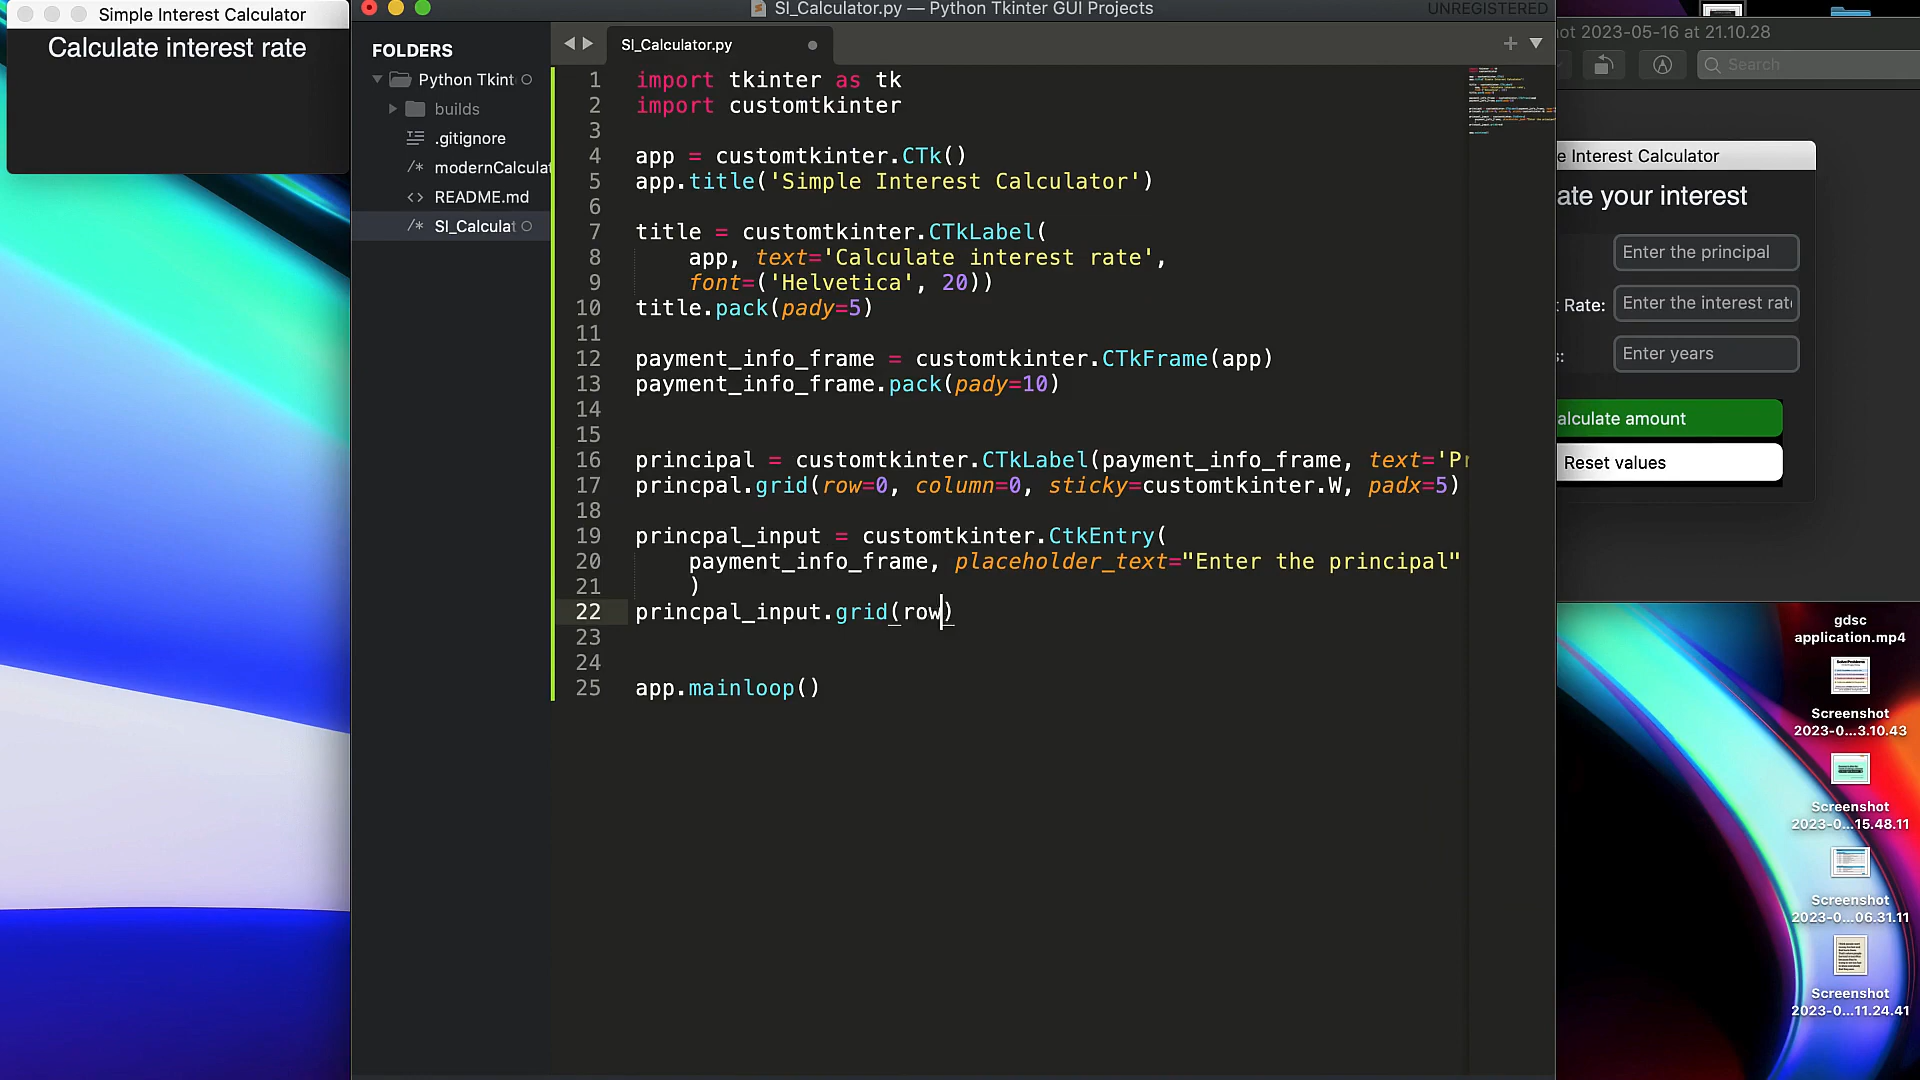 Simple Interest Calculator
Calculate interest rate
SI_Calculator.py — Python Tkinter GUI Projects
UNREGISTERED
FOLDERS
Python Tkint
builds
.gitignore
modernCalculat
README.md
SI_Calculat
SI_Calculator.py
1 import tkinter as tk
2 import customtkinter
3
4 app = customtkinter.CTk()
5 app.title('Simple Interest Calculator')
6
7 title = customtkinter.CTkLabel(
8 app, text='Calculate interest rate',
9 font=('Helvetica', 20))
10 title.pack(pady=5)
11
12 payment_info_frame = customtkinter.CTkFrame(app)
13 payment_info_frame.pack(pady=10)
14
15
16 principal = customtkinter.CTkLabel(payment_info_frame, text='Pr
17 princpal.grid(row=0, column=0, sticky=customtkinter.W, padx=5)
18
19 princpal_input = customtkinter.CtkEntry(
20 payment_info_frame, placeholder_text="Enter the principal"
21 )
22 princpal_input.grid(row)
23
24
25 app.mainloop()
ot 2023-05-16 at 21.10.28
Search
e Interest Calculator
ate your interest
Enter the principal
t Rate: Enter the interest rate
s: Enter years
alculate amount
Reset values
gdsc
application.mp4
Screenshot
2023-0...3.10.43
Screenshot
2023-0...15.48.11
Screenshot
2023-0...06.31.11
Screenshot
2023-0...11.24.41